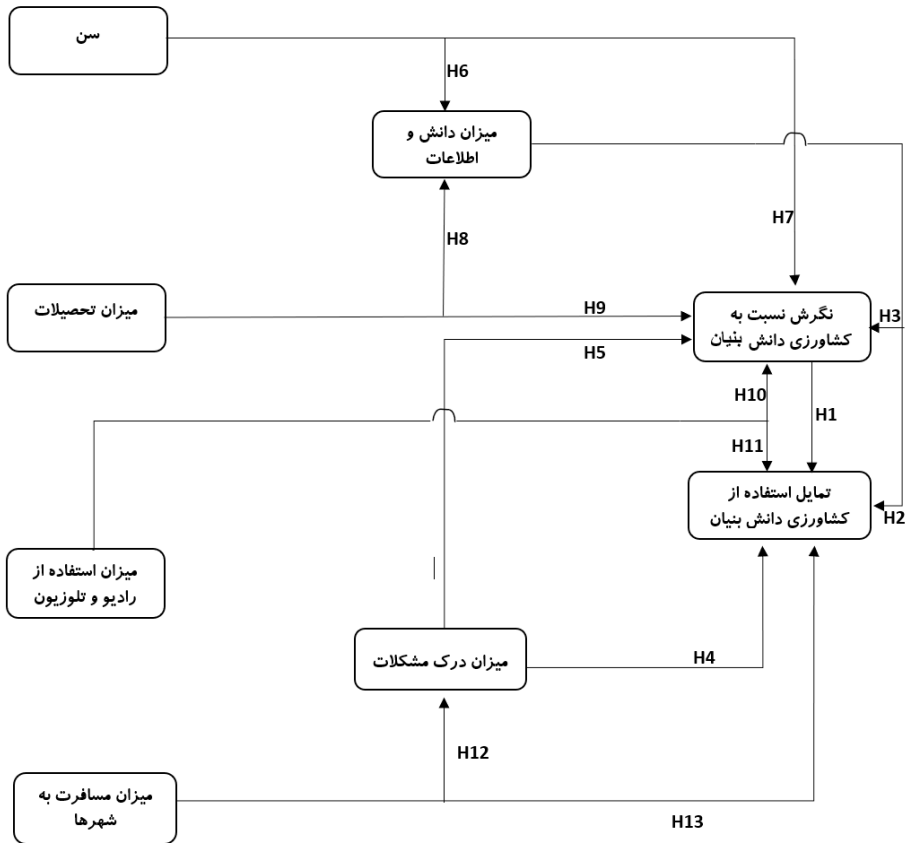 سن
H6
میزان دانش و
اطلاعات
H7
H8
میزان تحصیلات
H9
نگرش نسبت به
کشاورزی دانش بنیان
H3
H5
H10
H1
H11
تمایل استفاده از
کشاورزی دانش بنیان
H2
میزان استفاده از
رادیو و تلوزیون
میزان درک مشکلات
H4
H12
میزان مسافرت به
شهرها
H13